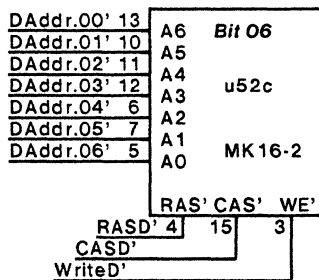 DAddr.00' 13 A6 Bit 06
DAddr.01' 10 A5
DAddr.02' 11 A4 u52c
DAddr.03' 12 A3
DAddr.04' 6 A2
DAddr.05' 7 A1 MK16-2
DAddr.06' 5 A0
RAS' CAS' WE'
RASD' 4 15 3
CASD'
WriteD'